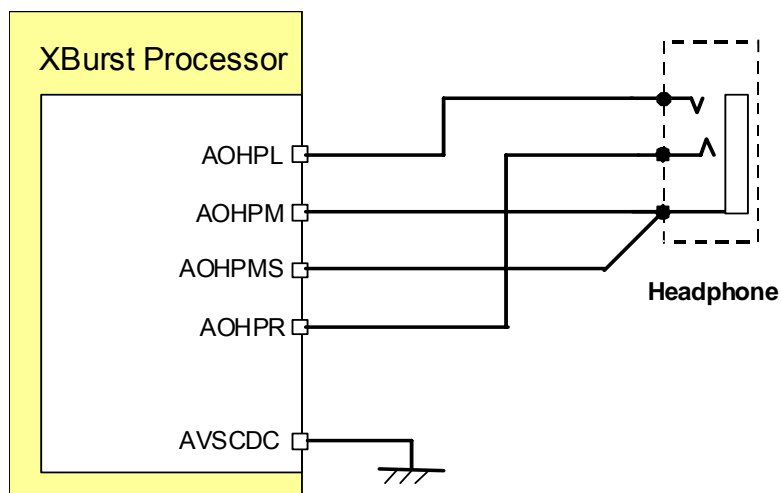 XBurst Processor
AOHPL
AOHPM
AOHPMS
AOHPR
AVSCDC
Headphone